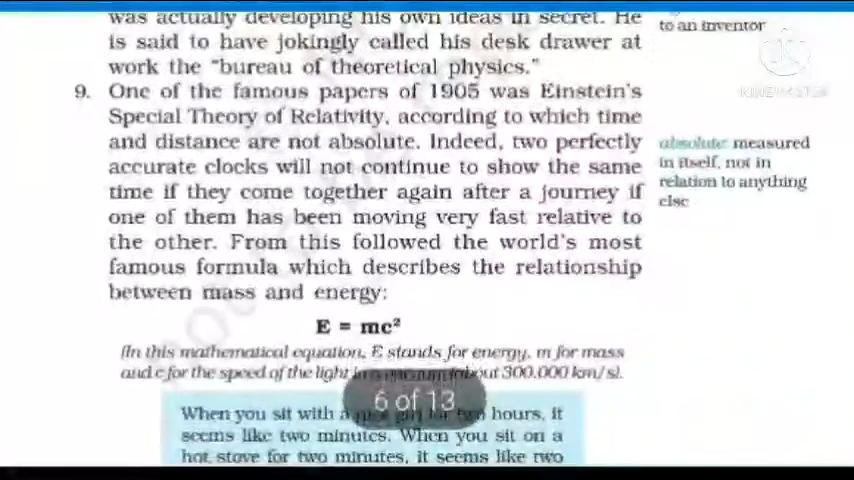 was actually developing his own ideas in secret. He
is said to have jokingly called his desk drawer at
work the “bureau of theoretical physics.”
to an inventor
KINEMASTER
9. One of the famous papers of 1905 was Einstein's
Special Theory of Relativity, according to which time
and distance are not absolute. Indeed, two perfectly
accurate clocks will not continue to show the same
time if they come together again after a journey if
one of them has been moving very fast relative to
the other. From this followed the world's most
famous formula which describes the relationship
between mass and energy:
absolute measured
in itself, not in
relation to anything
else
E = mc²
(In this mathematical equation, E stands for energy, m for mass
and c for the speed of the light in a vacuum (about 300,000 km/s).
6 of 13
When you sit with a nice girl for two hours, it
seems like two minutes. When you sit on a
hot stove for two minutes, it seems like two